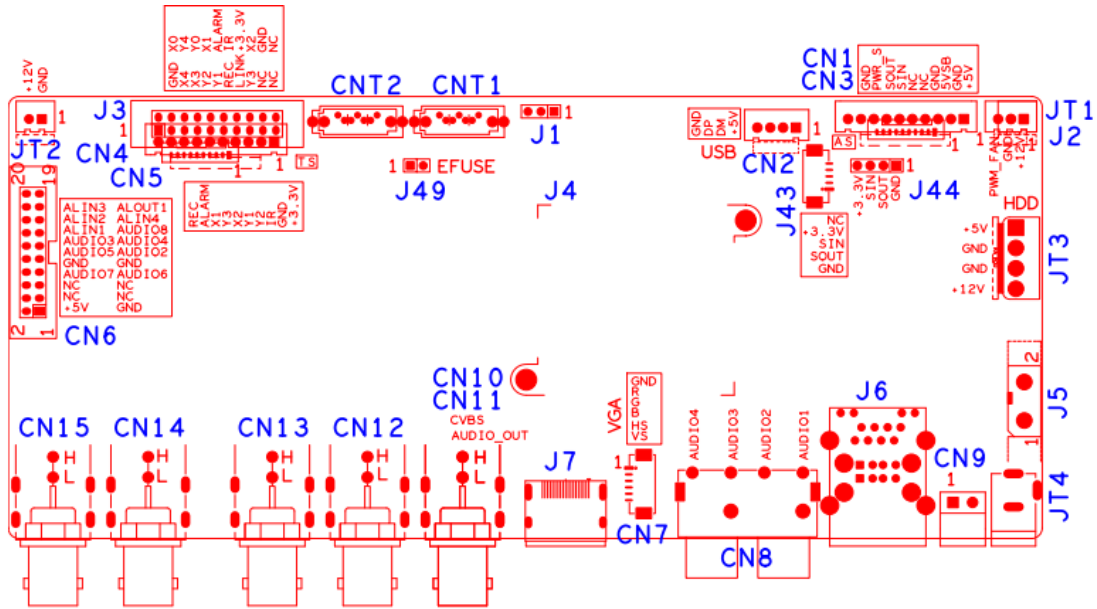 +12V
GND
1
JT2
GND X0
X4 Y4
X3 Y0
Y2 X1
Y1 ALARM
REC IR
LINK +3.3V
Y3 X2
NC GND
NC NC
J3
1
CN4
1
CN5
1
TS
REC
ALARM
X1
Y3
X2
Y1
Y2
IR
GND
+3.3V
CNT2
CNT1
1
J1
1
EFUSE
J49
J4
GND
DP
DM
+5V
USB
1
CN2
CN1
CN3
GND
PWR_S
SOUT
SIN
NC
NC
GND
5VSB
GND
+5V
1
1
AS
J43
1
+3.3V
SIN
SOUT
GND
J44
NC
+3.3V
SIN
SOUT
GND
JT1
J2
1
1
PWM_FAN
GND
+12V
HDD
+5V
GND
GND
+12V
JT3
20
19
ALIN3 ALOUT1
ALIN2 ALIN4
ALIN1 AUDIO8
AUDIO3 AUDIO4
AUDIO5 AUDIO2
GND GND
AUDIO7 AUDIO6
NC NC
NC NC
+5V GND
2
1
CN6
CN10
CN11
CVBS
AUDIO_OUT
CN15
H
L
CN14
H
L
CN13
H
L
CN12
H
L
H
L
J7
VGA
GND
R
G
B
HS
VS
1
CN7
AUDIO4
AUDIO3
AUDIO2
AUDIO1
CN8
J6
CN9
1
2
J5
1
JT4